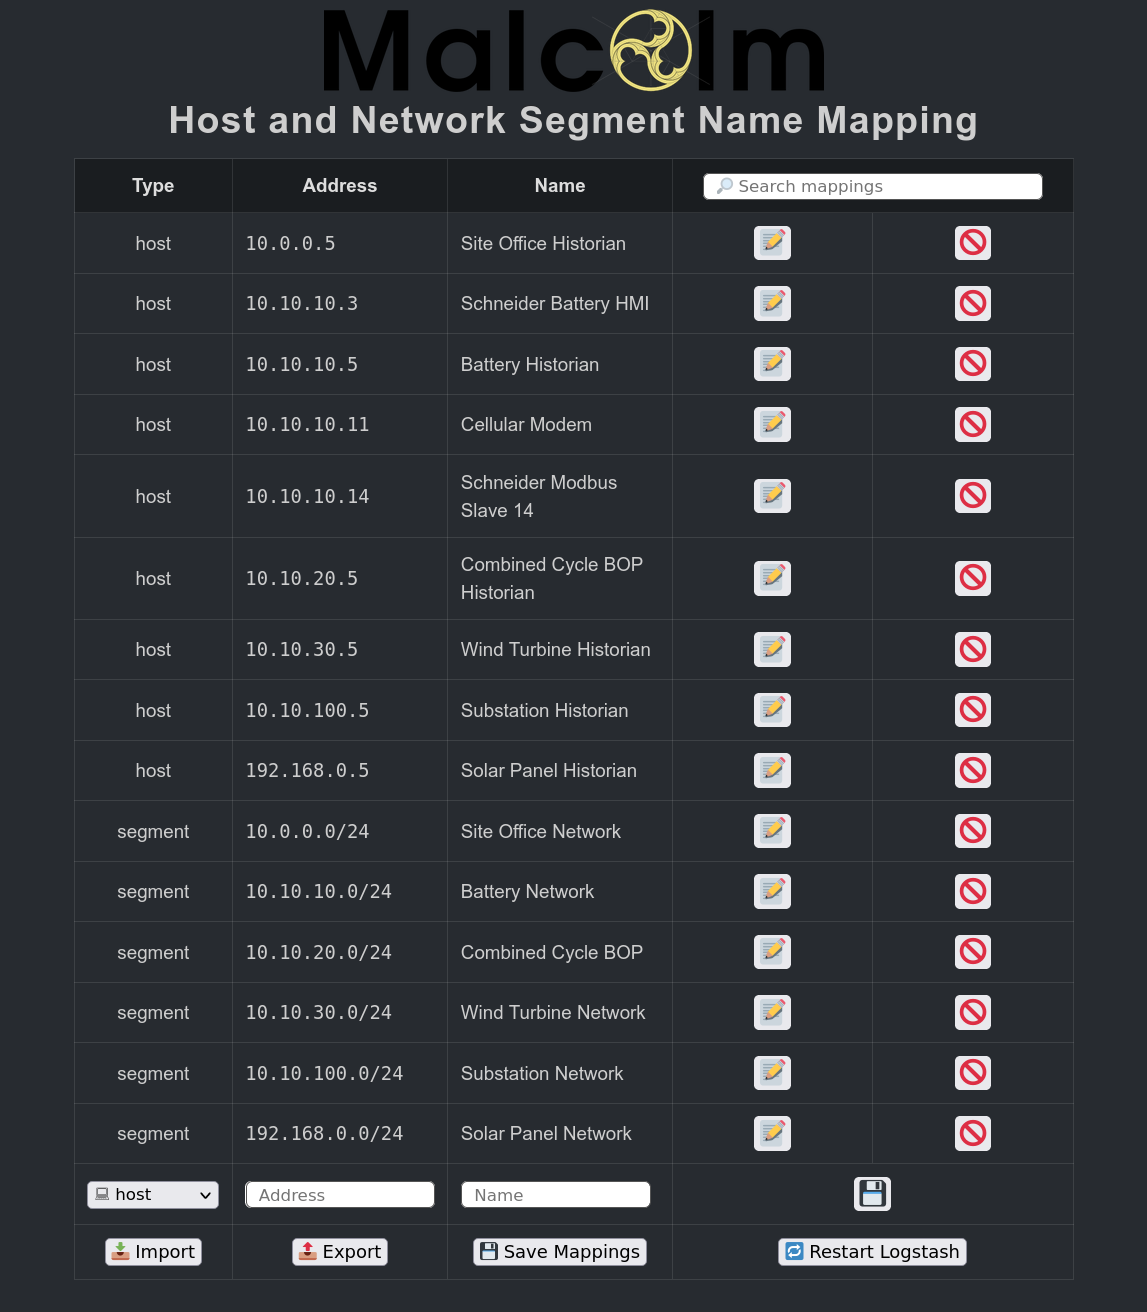 Malcolm
Host and Network Segment Name Mapping
Type Address Name Search mappings
host 10.0.0.5 Site Office Historian
host 10.10.10.3 Schneider Battery HMI
host 10.10.10.5 Battery Historian
host 10.10.10.11 Cellular Modem
host 10.10.10.14 Schneider Modbus
Slave 14
host 10.10.20.5 Combined Cycle BOP
Historian
host 10.10.30.5 Wind Turbine Historian
host 10.10.100.5 Substation Historian
host 192.168.0.5 Solar Panel Historian
segment 10.0.0.0/24 Site Office Network
segment 10.10.10.0/24 Battery Network
segment 10.10.20.0/24 Combined Cycle BOP
segment 10.10.30.0/24 Wind Turbine Network
segment 10.10.100.0/24 Substation Network
segment 192.168.0.0/24 Solar Panel Network
host Address Name
Import Export Save Mappings Restart Logstash